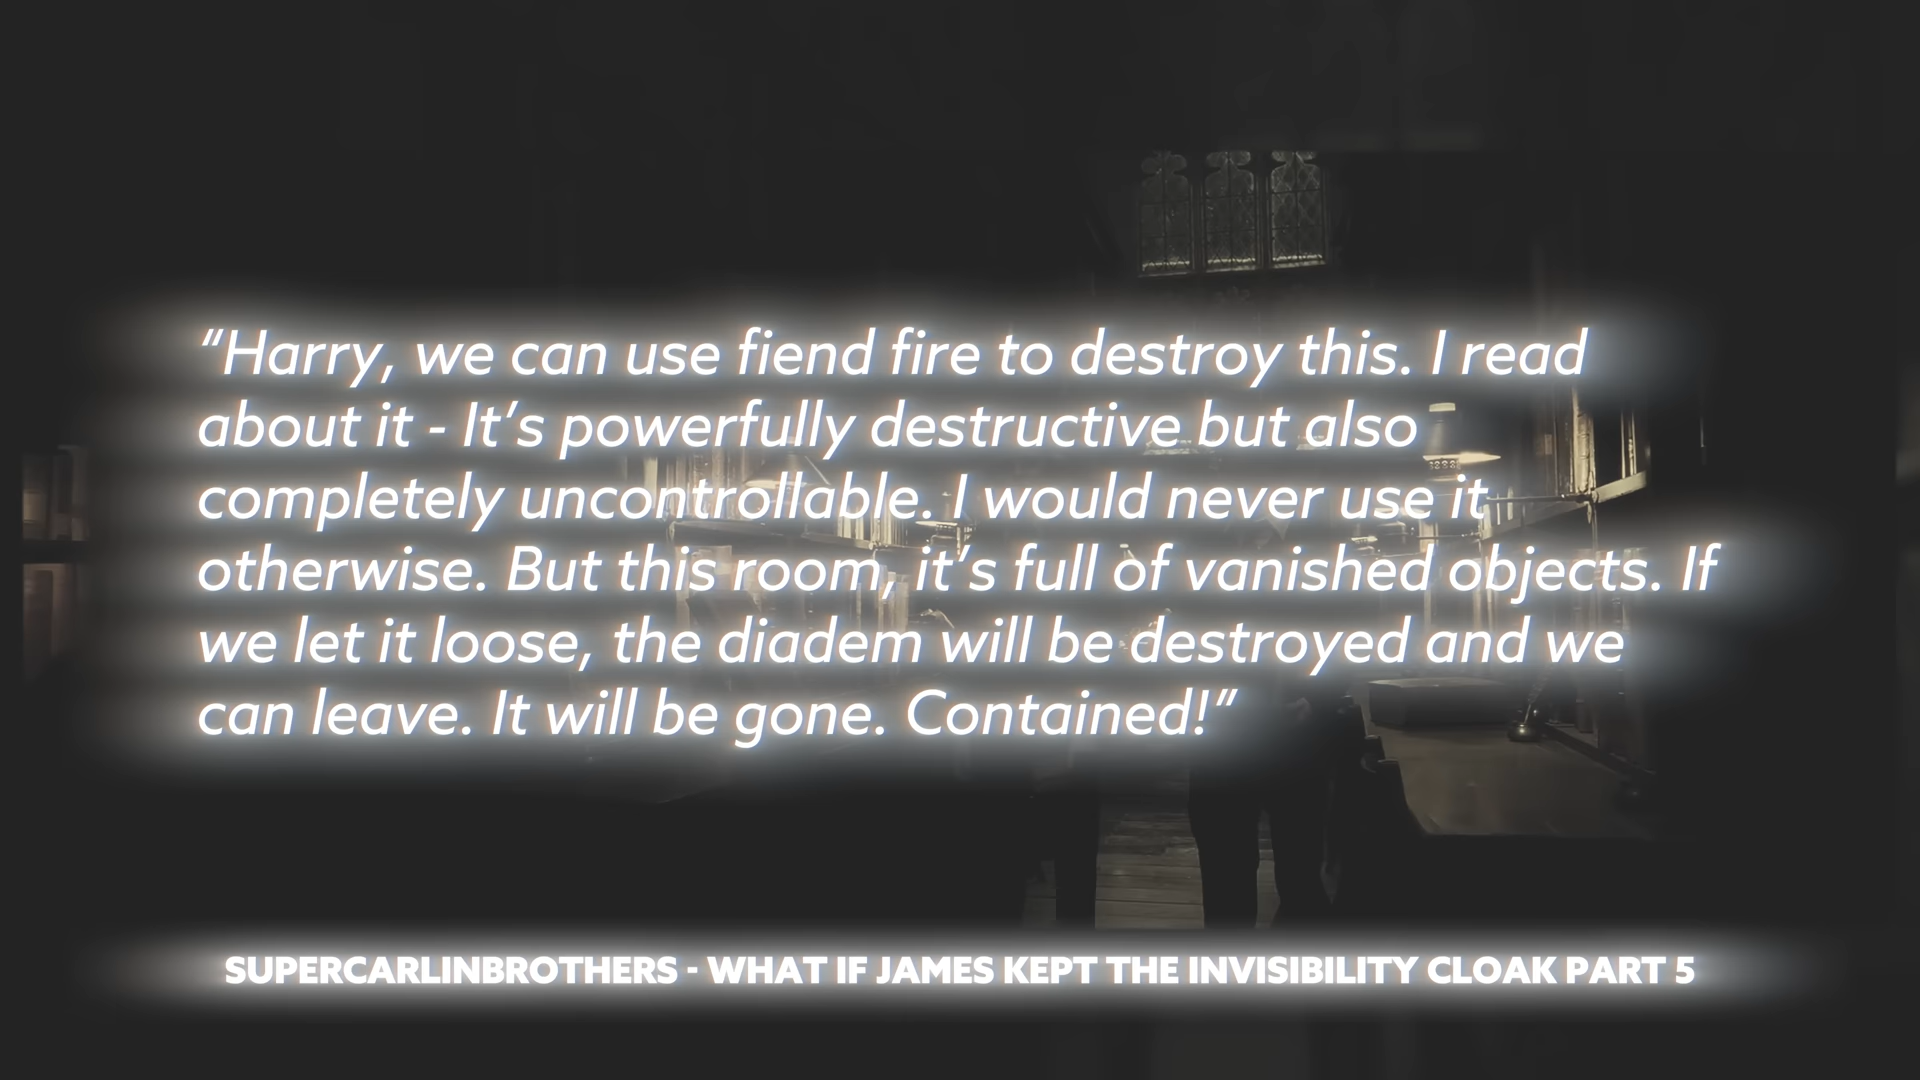 “Harry, we can use fiend fire to destroy this. I read
about it - It’s powerfully destructive but also
completely uncontrollable. I would never use it
otherwise. But this room, it’s full of vanished objects. If
we let it loose, the diadem will be destroyed and we
can leave. It will be gone. Contained!”
SUPERCARLINBROTHERS - WHAT IF JAMES KEPT THE INVISIBILITY CLOAK PART 5